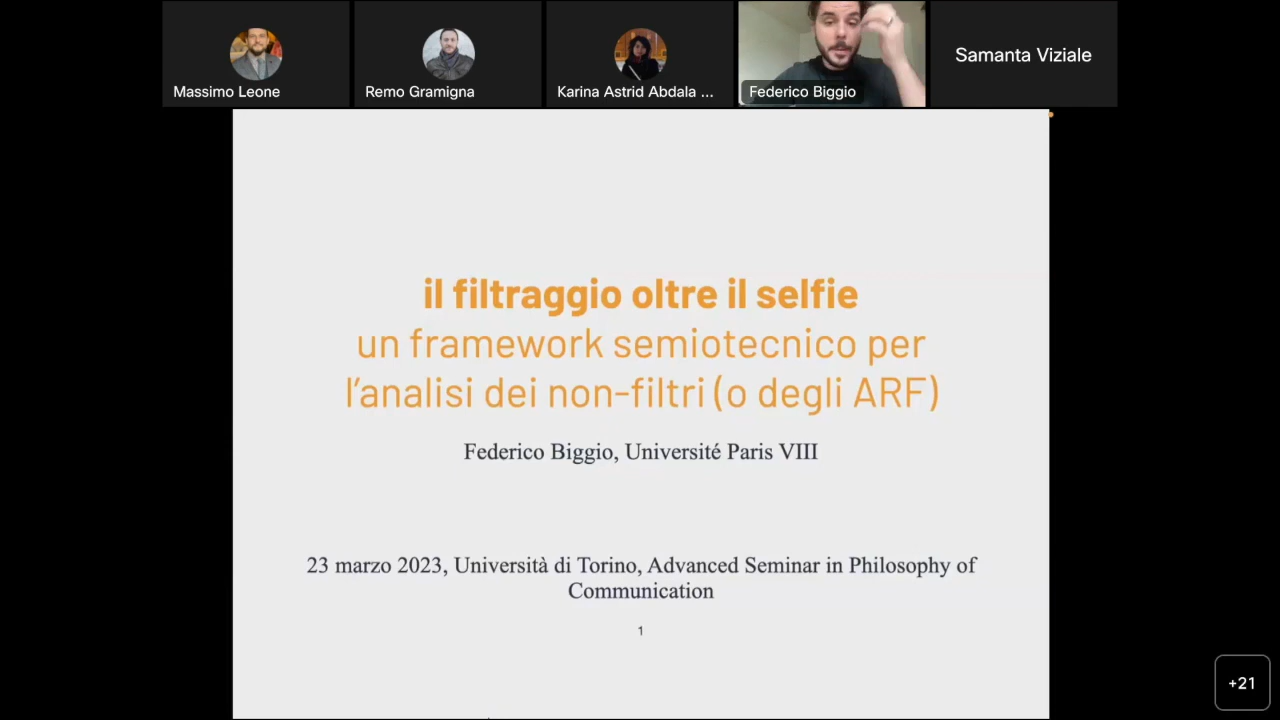 Massimo Leone
Remo Gramigna
Karina Astrid Abdala ...
Federico Biggio
Samanta Viziale
il filtraggio oltre il selfie
un framework semiotecnico per
l’analisi dei non-filtri (o degli ARF)
Federico Biggio, Université Paris VIII
23 marzo 2023, Università di Torino, Advanced Seminar in Philosophy of
Communication
1
+21